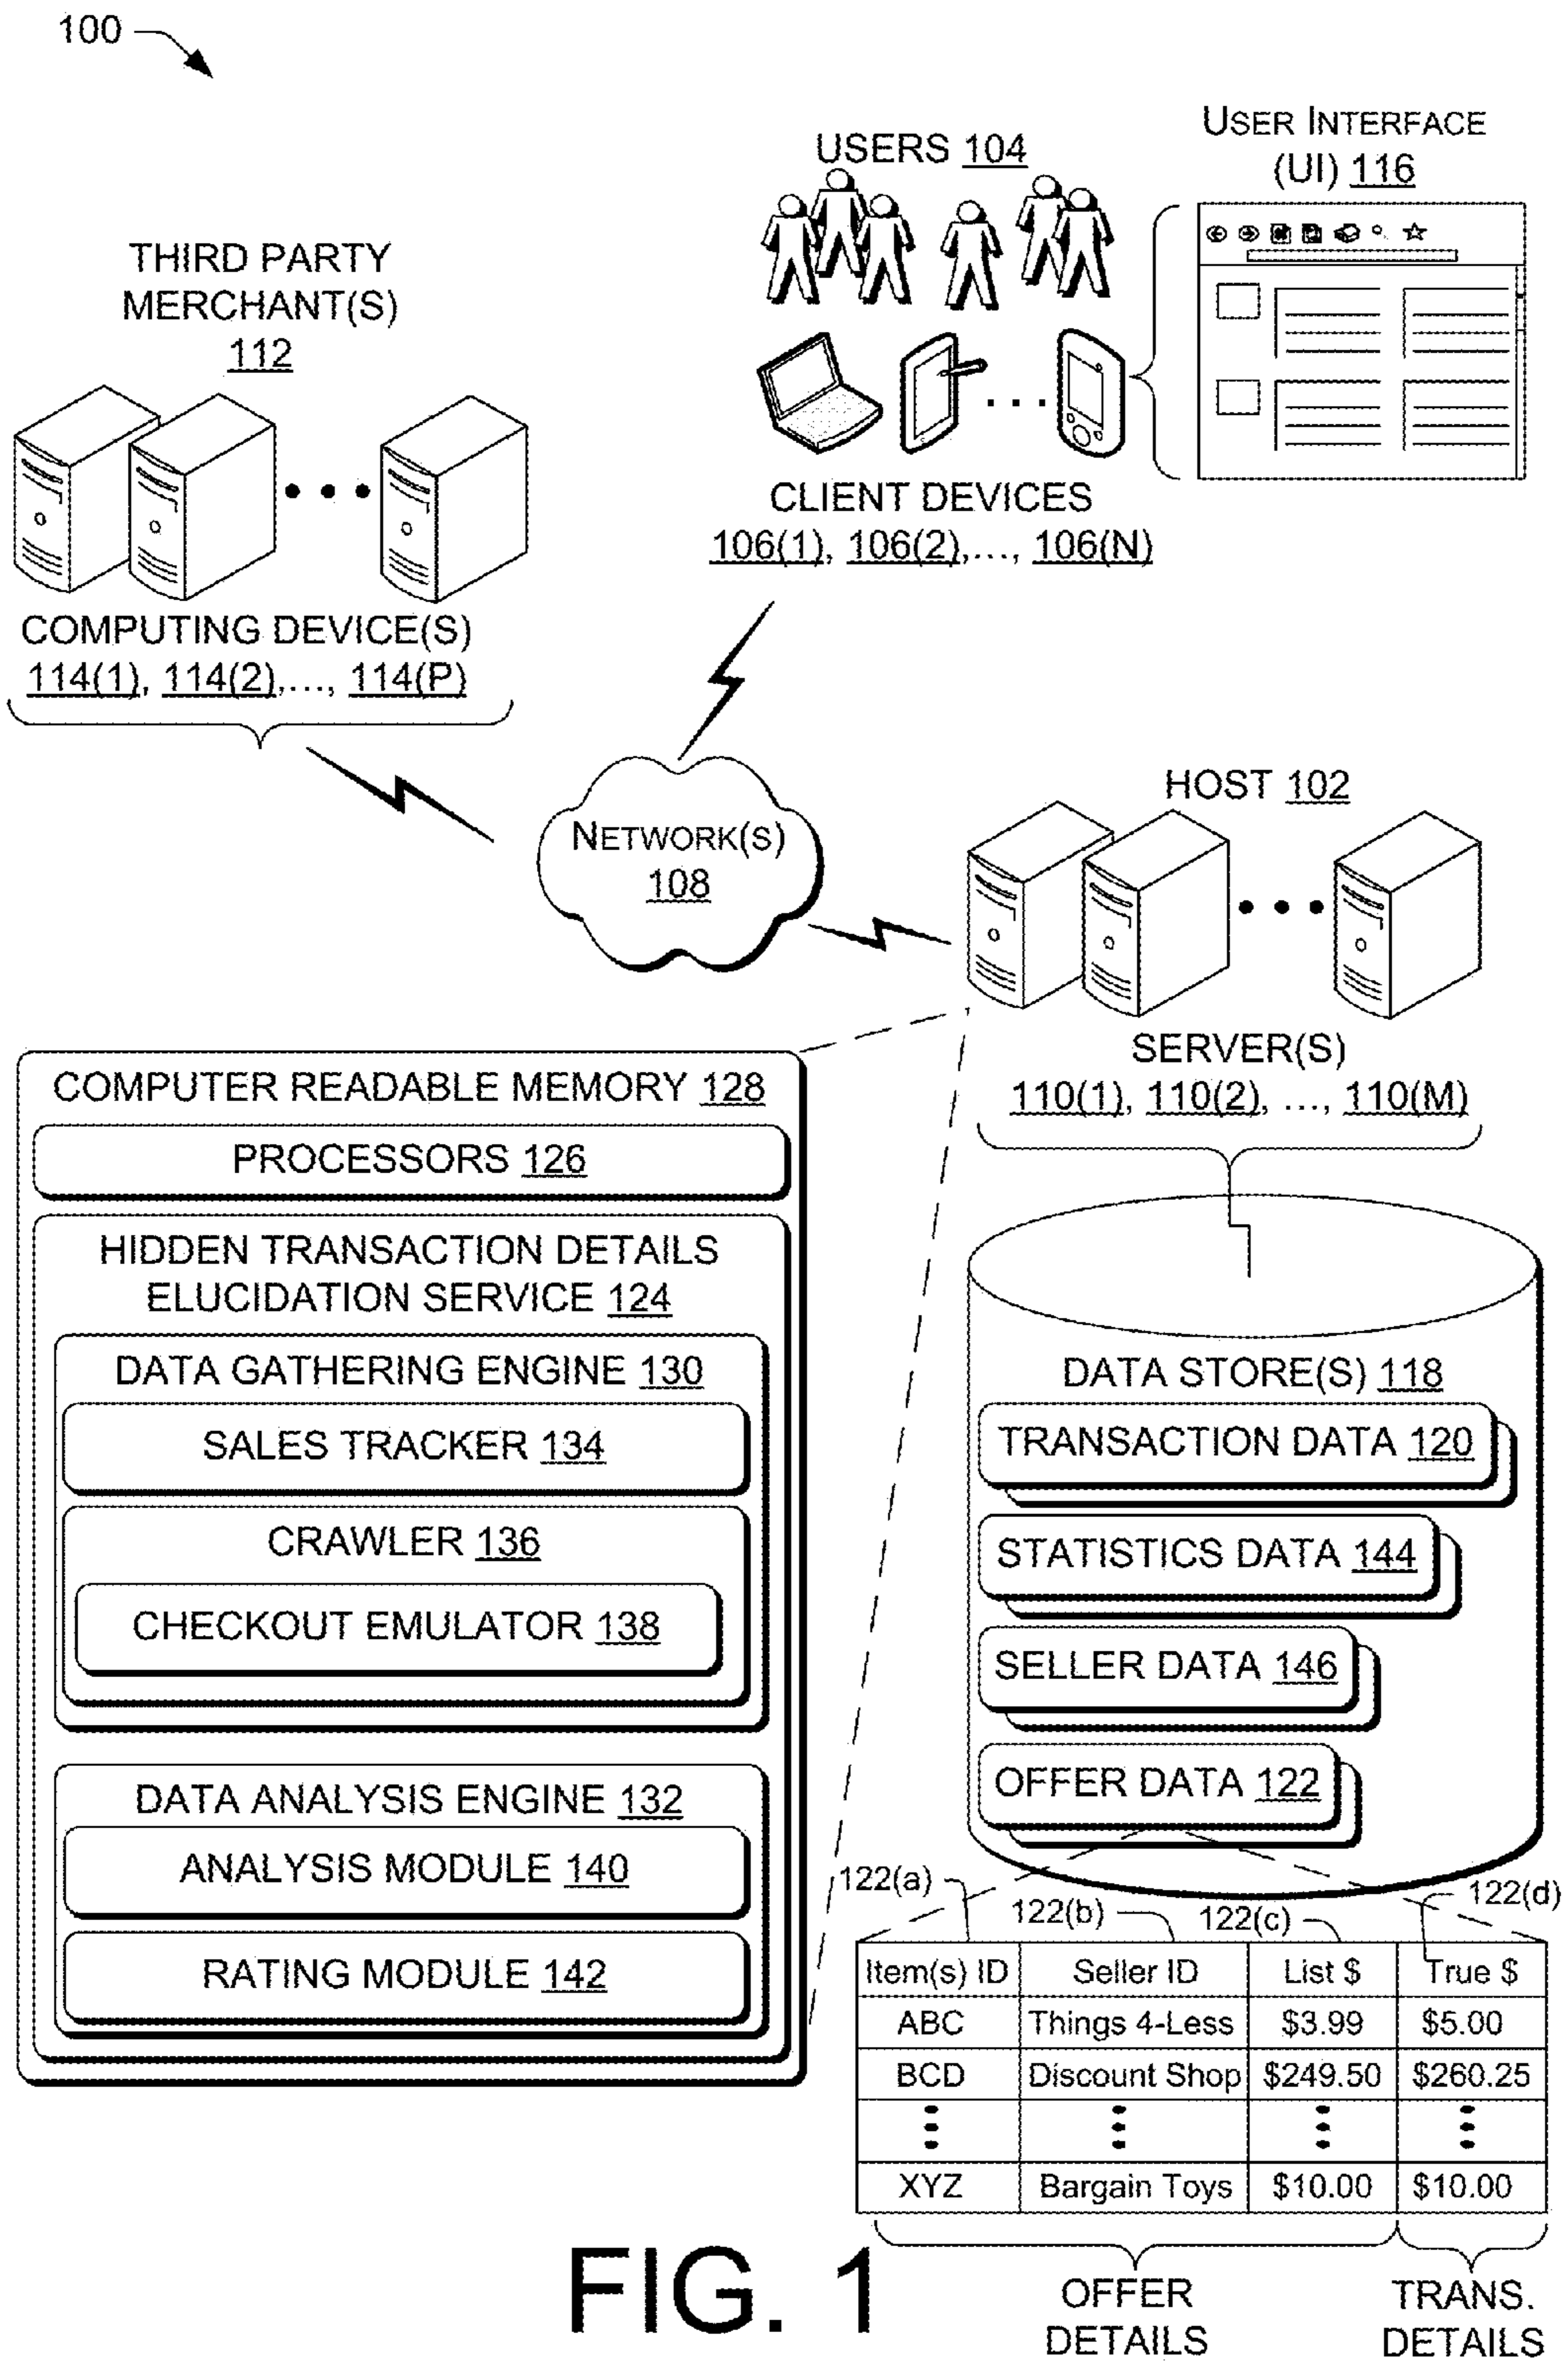 100
USERS 104
USER INTERFACE
(UI) 116
THIRD PARTY
MERCHANT(S)
112
CLIENT DEVICES
106(1), 106(2),..., 106(N)
COMPUTING DEVICE(S)
114(1), 114(2),..., 114(P)
NETWORK(S)
108
HOST 102
SERVER(S)
110(1), 110(2), ..., 110(M)
COMPUTER READABLE MEMORY 128
PROCESSORS 126
HIDDEN TRANSACTION DETAILS
ELUCIDATION SERVICE 124
DATA GATHERING ENGINE 130
SALES TRACKER 134
CRAWLER 136
CHECKOUT EMULATOR 138
DATA ANALYSIS ENGINE 132
ANALYSIS MODULE 140
RATING MODULE 142
DATA STORE(S) 118
TRANSACTION DATA 120
STATISTICS DATA 144
SELLER DATA 146
OFFER DATA 122
122(a) 122(b) 122(c) 122(d)
Item(s) ID Seller ID List $ True $
ABC Things 4-Less $3.99 $5.00
BCD Discount Shop $249.50 $260.25
XYZ Bargain Toys $10.00 $10.00
OFFER
DETAILS
TRANS.
DETAILS
FIG. 1